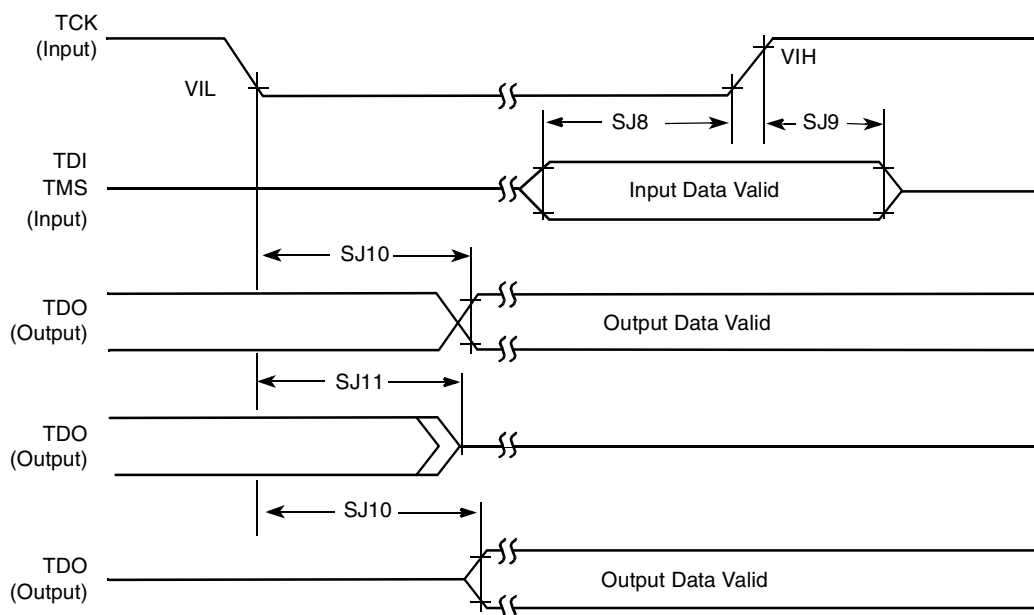 TCK
(Input)
VIL
VIH
SJ8
SJ9
TDI
TMS
(Input)
Input Data Valid
SJ10
TDO
(Output)
Output Data Valid
SJ11
TDO
(Output)
SJ10
TDO
(Output)
Output Data Valid